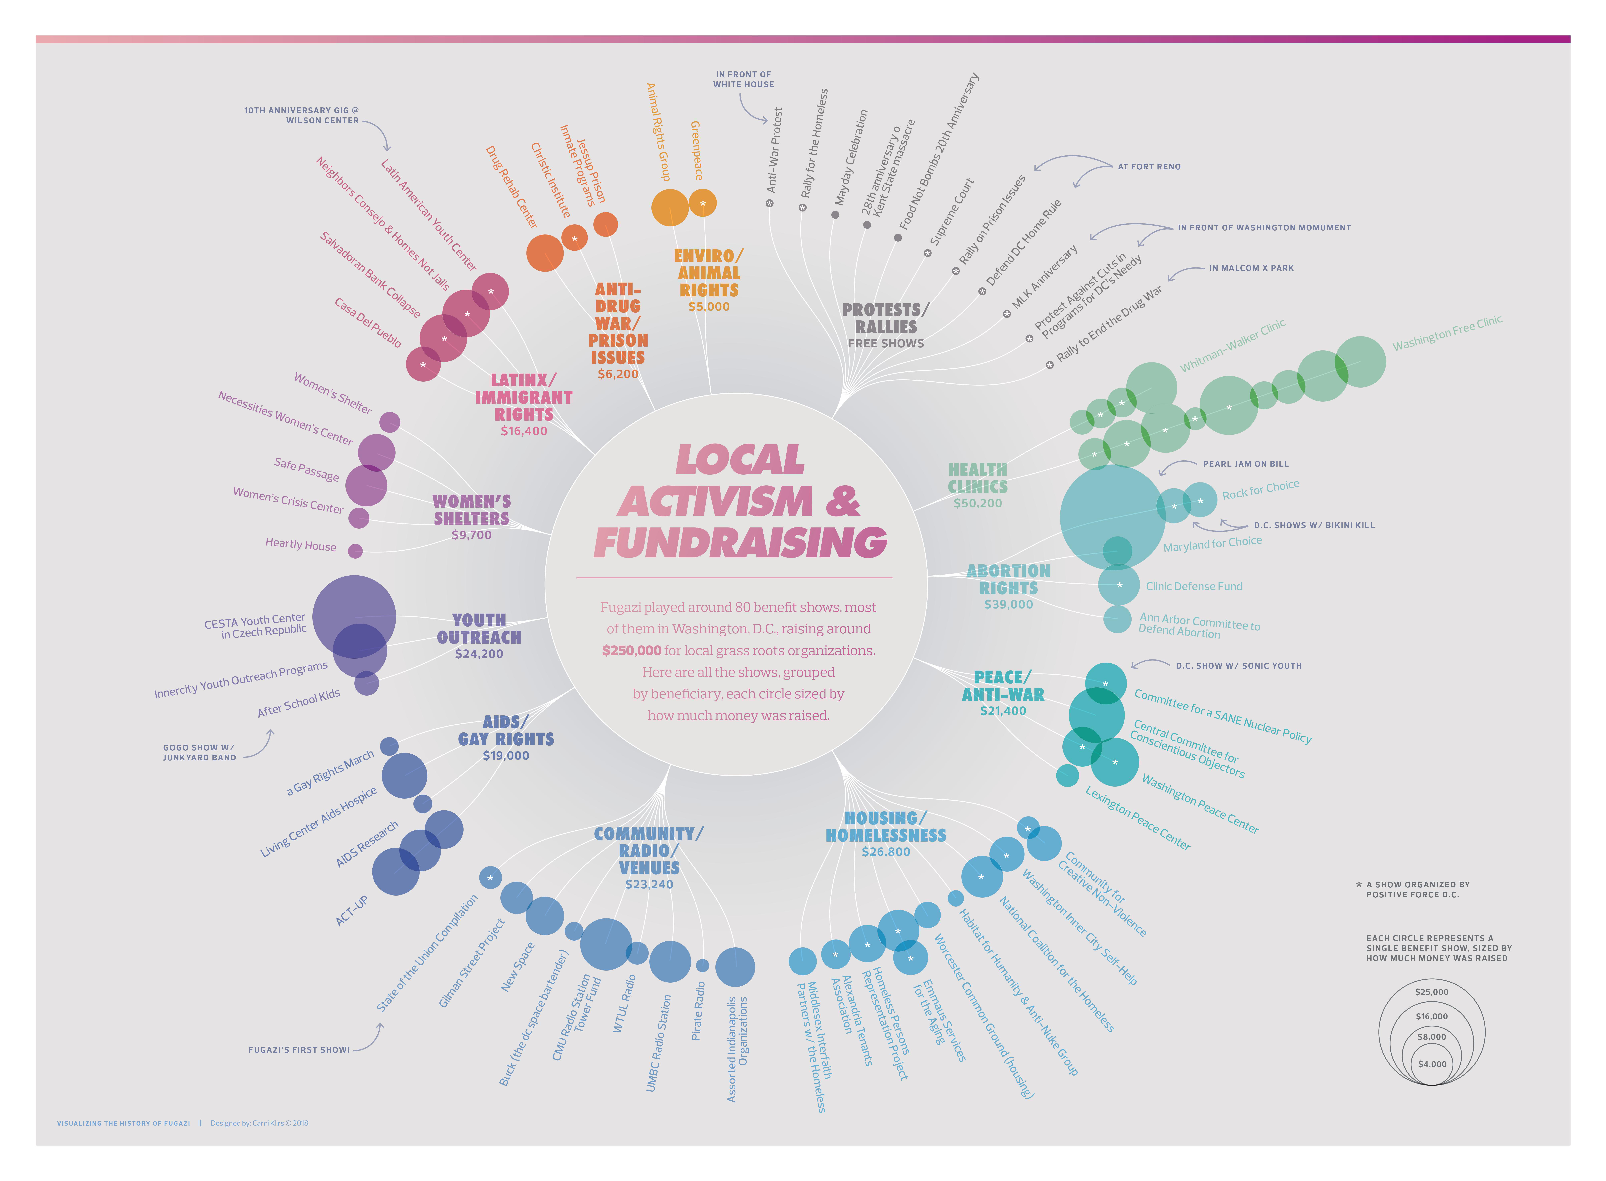 IN FRONT OF
WHITE HOUSE
10TH ANNIVERSARY GIG @
WILSON CENTER
AT FORT RENO
IN FRONT OF WASHINGTON MOMUMENT
IN MALCOM X PARK
LOCAL
ACTIVISM &
FUNDRAISING
Fugazi played around 80 benefit shows, most
of them in Washington, D.C., raising around
$250,000 for local grass roots organizations.
Here are all the shows, grouped
by beneficiary, each circle sized by
how much money was raised.
ENVIRO/
ANIMAL
RIGHTS
$5,000
Animal Rights Group
Greenpeace
PROTESTS/
RALLIES
FREE SHOWS
Anti-War Protest
Rally for the Homeless
Mayday Celebration
28th anniversary o
Kent State massacre
Food Not Bombs 20th Anniversary
Supreme Court
Rally on Prison Issues
Defend DC Home Rule
MLK Anniversary
Protest Against Cuts in
Programs for DC's Needy
Rally to End the Drug War
HEALTH
CLINICS
$50,200
Whitman-Walker Clinic
Washington Free Clinic
PEARL JAM ON BILL
ABORTION
RIGHTS
$39,000
Rock for Choice
D.C. SHOWS W/ BIKINI KILL
Maryland for Choice
Clinic Defense Fund
Ann Arbor Committee to
Defend Abortion
PEACE/
ANTI-WAR
$21,400
D.C. SHOW W/ SONIC YOUTH
Committee for a SANE Nuclear Policy
Central Committee for
Conscientious Objectors
Washington Peace Center
Lexington Peace Center
HOUSING/
HOMELESSNESS
$26,800
Community for
Creative Non-Violence
Washington Inner City Self-Help
National Coalition for the Homeless
Habitat for Humanity & Anti-Nuke Group
Worcester Common Ground (housing)
Emmaus Services
for the Aging
Homeless Persons
Representation Project
Alexandria Tenants
Association
Middlesex Interfaith
Partners w/ the Homeless
COMMUNITY/
RADIO/
VENUES
$23,240
Assorted Indianapolis
Organizations
Pirate Radio
UMBC Radio Station
WTUL Radio
CMU Radio Station
Tower Fund
Buck (the dc space bartender)
New Space
Gilman Street Project
State of the Union Compilation
FUGAZI'S FIRST SHOW!
AIDS/
GAY RIGHTS
$19,000
ACT-UP
AIDS Research
Living Center Aids Hospice
a Gay Rights March
YOUTH
OUTREACH
$24,200
GOGO SHOW W/
JUNKYARD BAND
After School Kids
Innercity Youth Outreach Programs
CESTA Youth Center
in Czech Republic
WOMEN'S
SHELTERS
$9,700
Heartly House
Women's Crisis Center
Safe Passage
Necessities Women's Center
Women's Shelter
LATINX/
IMMIGRANT
RIGHTS
$16,400
Casa Del Pueblo
Salvadoran Bank Collapse
Neighbors Consejo & Homes Not Jails
Latin American Youth Center
ANTI-
DRUG
WAR/
PRISON
ISSUES
$6,200
Drug Rehab Center
Christic Institute
Jessup Prison
Inmate Programs
* A SHOW ORGANIZED BY
POSITIVE FORCE D.C.
EACH CIRCLE REPRESENTS A
SINGLE BENEFIT SHOW, SIZED BY
HOW MUCH MONEY WAS RAISED
$25,000
$16,000
$8,000
$4,000
VISUALIZING THE HISTORY OF FUGAZI | Designed by: